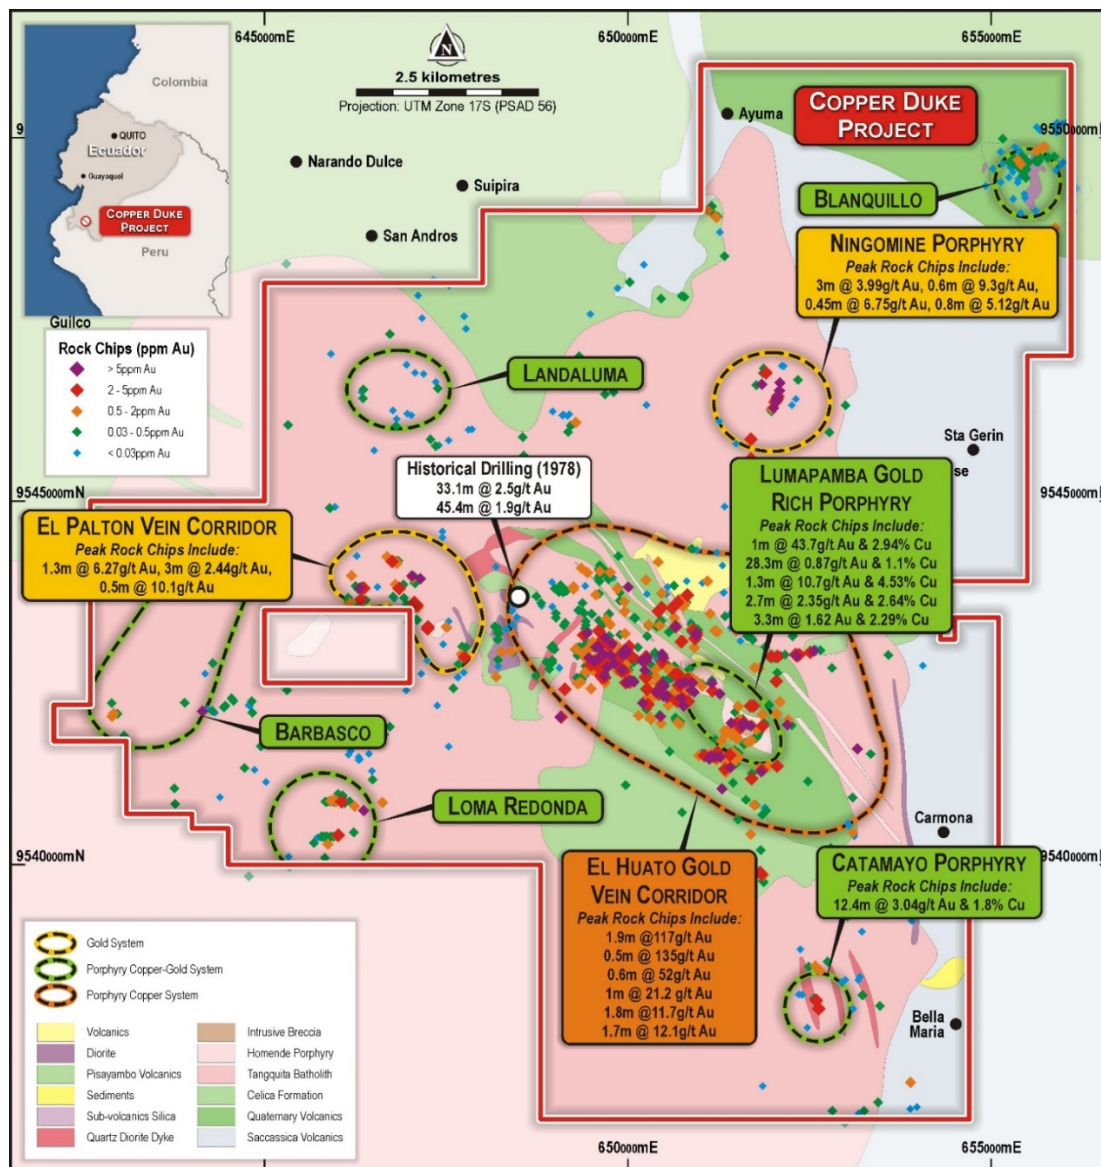 645000mE
650000mE
655000mE
N
2.5 kilometres
Projection: UTM Zone 17S (PSAD 56)
Colombia
QUITO
Ecuador
Guayaquol
COPPER DUKE
PROJECT
Peru
COPPER DUKE
PROJECT
9550000mN
Ayuma
Narando Dulce
Suipira
San Andros
BLANQUILLO
NINGOMINE PORPHYRY
Peak Rock Chips Include:
3m @ 3.99g/t Au, 0.6m @ 9.3g/t Au,
0.45m @ 6.75g/t Au, 0.8m @ 5.12g/t Au
Guilco
Rock Chips (ppm Au)
> 5ppm Au
2 - 5ppm Au
0.5 - 2ppm Au
0.03 - 0.5ppm Au
< 0.03ppm Au
LANDALUMA
Sta Gerin
se
Historical Drilling (1978)
33.1m @ 2.5g/t Au
45.4m @ 1.9g/t Au
LUMAPAMBA GOLD
RICH PORPHYRY
Peak Rock Chips Include:
1m @ 43.7g/t Au & 2.94% Cu
28.3m @ 0.87g/t Au & 1.1% Cu
1.3m @ 10.7g/t Au & 4.53% Cu
2.7m @ 2.35g/t Au & 2.64% Cu
3.3m @ 1.62 Au & 2.29% Cu
9545000mN
9545000mN
EL PALTON VEIN CORRIDOR
Peak Rock Chips Include:
1.3m @ 6.27g/t Au, 3m @ 2.44g/t Au,
0.5m @ 10.1g/t Au
BARBASCO
LOMA REDONDA
Carmona
9540000mN
9540000mN
EL HUATO GOLD
VEIN CORRIDOR
Peak Rock Chips Include:
1.9m @117g/t Au
0.5m @ 135g/t Au
0.6m @ 52g/t Au
1m @ 21.2 g/t Au
1.8m @11.7g/t Au
1.7m @ 12.1g/t Au
CATAMAYO PORPHYRY
Peak Rock Chips Include:
12.4m @ 3.04g/t Au & 1.8% Cu
Bella
Maria
Gold System
Porphyry Copper-Gold System
Porphyry Copper System
Volcanics
Diorite
Pisayambo Volcanics
Sediments
Sub-volcanics Silica
Quartz Diorite Dyke
Intrusive Breccia
Homende Porphyry
Tangquita Batholith
Celica Formation
Quaternary Volcanics
Saccassica Volcanics
650000mE
655000mE